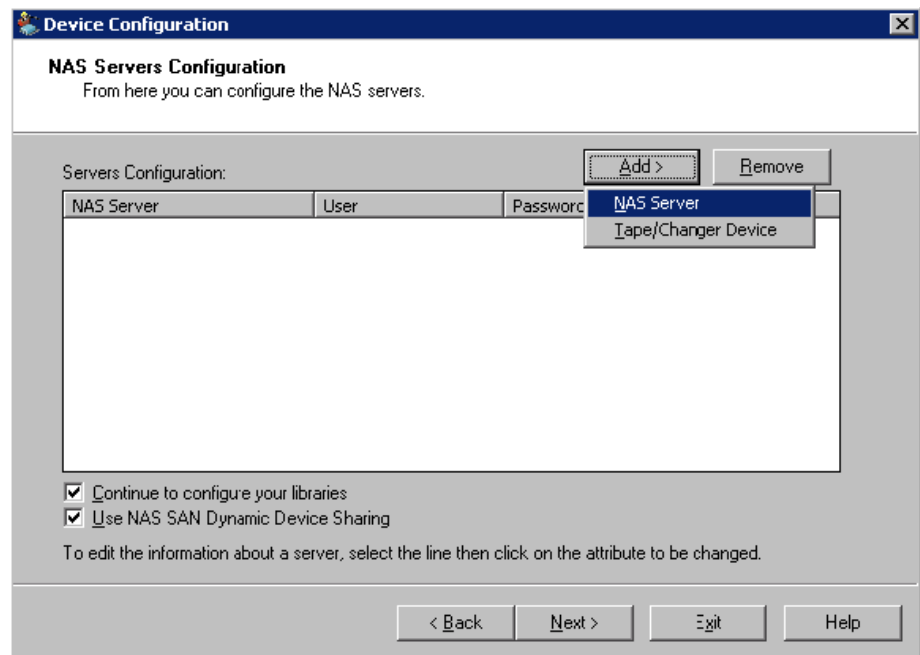 Device Configuration
NAS Servers Configuration
From here you can configure the NAS servers.
Servers Configuration:
Add >
Remove
NAS Server
User
Password
NAS Server
Tape/Changer Device
Continue to configure your libraries
Use NAS SAN Dynamic Device Sharing
To edit the information about a server, select the line then click on the attribute to be changed.
< Back
Next >
Exit
Help